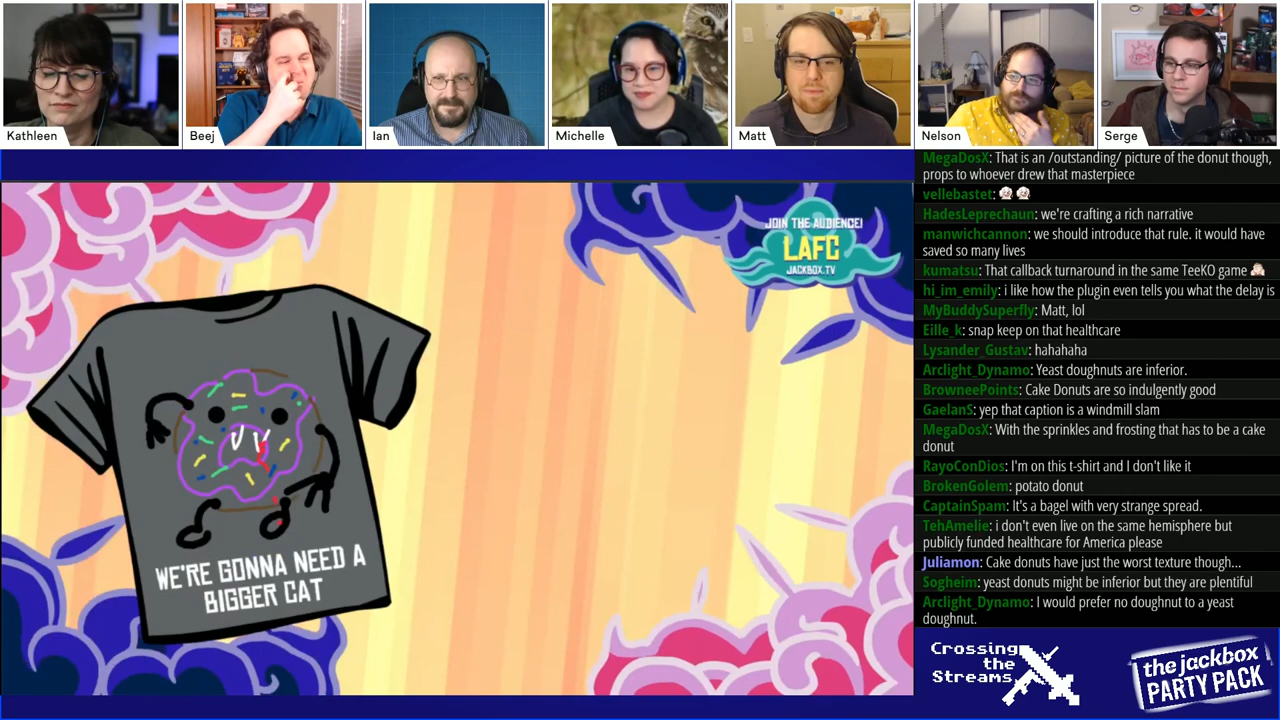 Kathleen
Beej
Ian
Michelle
Matt
Nelson
Serge
JOIN THE AUDIENCE!
LAFC
JACKBOX.TV
WE'RE GONNA NEED A
BIGGER CAT
MegaDosX: That is an /outstanding/ picture of the donut though,
props to whoever drew that masterpiece
vellebastet:
HadesLeprechaun: we're crafting a rich narrative
manwichcannon: we should introduce that rule. it would have
saved so many lives
kumatsu: That callback turnaround in the same TeeKO game
hi_im_emily: i like how the plugin even tells you what the delay is
MyBuddySuperfly: Matt, lol
Eille_k: snap keep on that healthcare
Lysander_Gustav: hahahaha
Arclight_Dynamo: Yeast doughnuts are inferior.
BrowneePoints: Cake Donuts are so indulgently good
GaelanS: yep that caption is a windmill slam
MegaDosX: With the sprinkles and frosting that has to be a cake
donut
RayoConDios: I'm on this t-shirt and I don't like it
BrokenGolem: potato donut
CaptainSpam: It's a bagel with very strange spread.
TehAmelie: i don't even live on the same hemisphere but
publicly funded healthcare for America please
Juliamon: Cake donuts have just the worst texture though...
Sogheim: yeast donuts might be inferior but they are plentiful
Arclight_Dynamo: I would prefer no doughnut to a yeast
doughnut.
Crossing
the
Streams
the jackbox
PARTY PACK